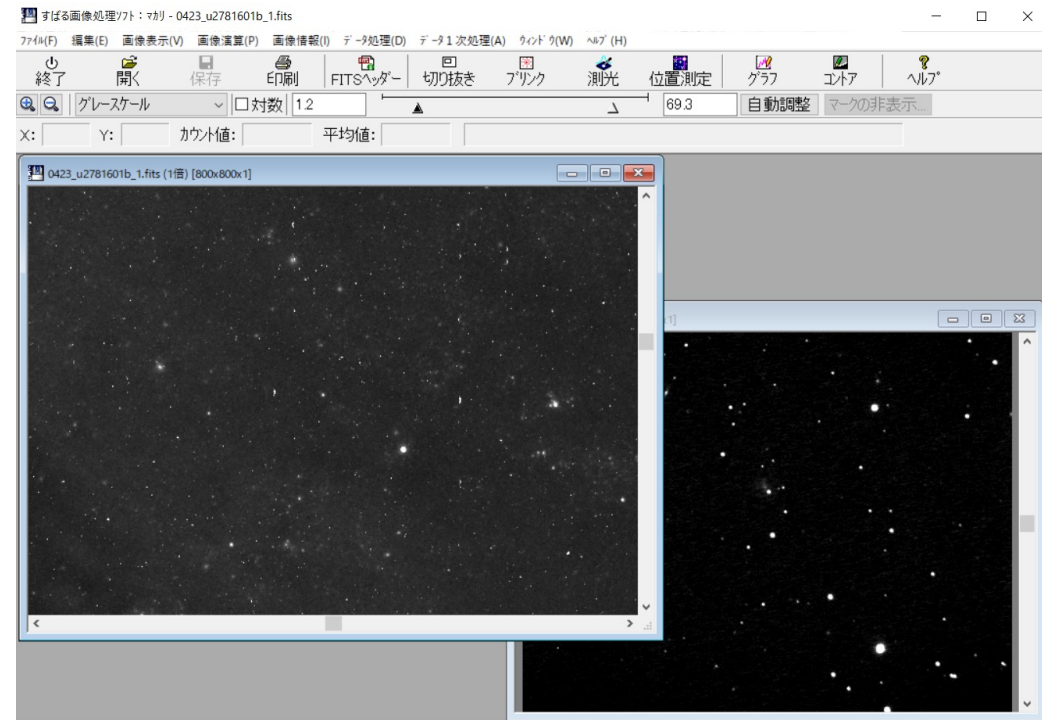 すばる画像処理ソフト：マカリ - 0423_u2781601b_1.fits
ファイル(F) 編集(E) 画像表示(V) 画像演算(P) 画像情報(I) データ処理(D) データ１次処理(A) ウィンドウ(W) ヘルプ(H)
終了 開く 保存 印刷 FITSヘッダー 切り抜き ブリンク 測光 位置測定 グラフ コントア ヘルプ
グレースケール 対数 1.2 69.3 自動調整 マークの非表示...
X: Y: カウント値: 平均値:
0423_u2781601b_1.fits (1倍) [800x800x1]
x1]